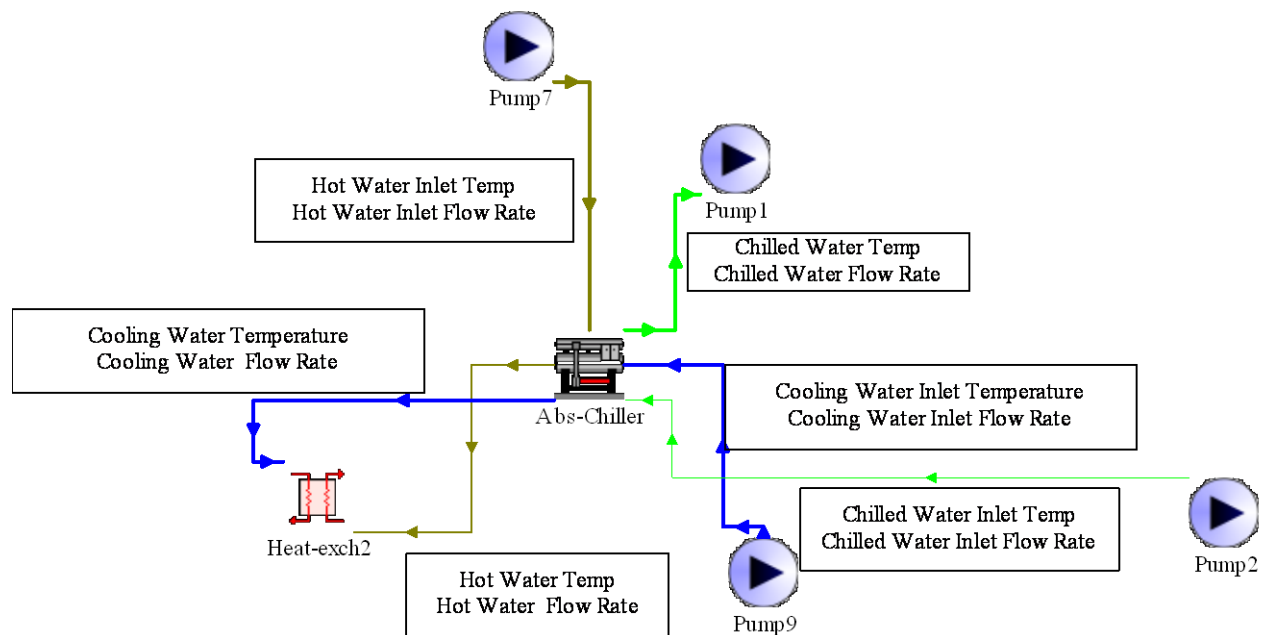 Pump7
Hot Water Inlet Temp
Hot Water Inlet Flow Rate
Pump1
Chilled Water Temp
Chilled Water Flow Rate
Cooling Water Temperature
Cooling Water  Flow Rate
Abs-Chiller
Cooling Water Inlet Temperature
Cooling Water Inlet Flow Rate
Heat-exch2
Chilled Water Inlet Temp
Chilled Water Inlet Flow Rate
Pump2
Hot Water Temp
Hot Water  Flow Rate
Pump9